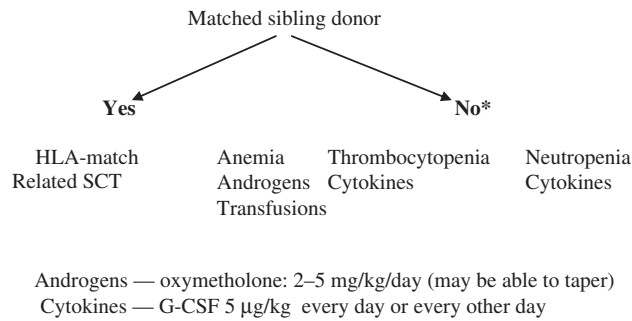 Matched sibling donor
Yes No*
HLA-match Anemia Thrombocytopenia Neutropenia
Related SCT Androgens Cytokines Cytokines
Transfusions
Androgens — oxymetholone: 2–5 mg/kg/day (may be able to taper)
Cytokines — G-CSF 5 μg/kg every day or every other day